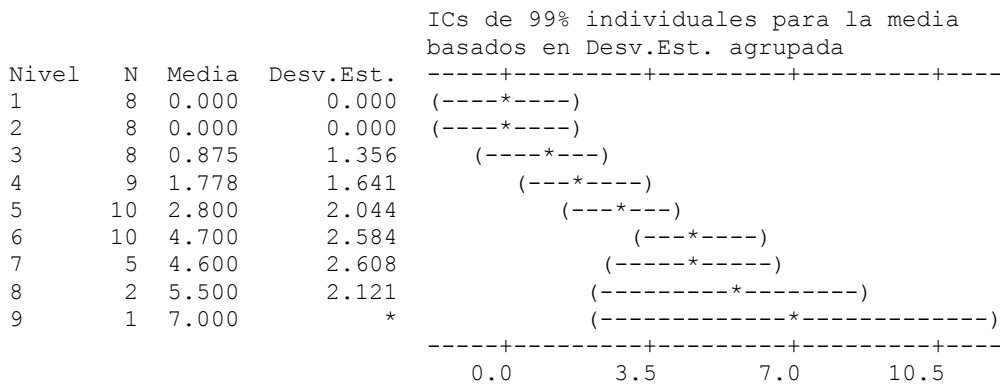 ICs de 99% individuales para la media
basados en Desv.Est. agrupada
Nivel   N  Media  Desv.Est.  -----+---------+---------+---------+----
1       8  0.000      0.000  (----*----)
2       8  0.000      0.000  (----*----)
3       8  0.875      1.356     (----*---)
4       9  1.778      1.641        (---*----)
5      10  2.800      2.044           (---*---)
6      10  4.700      2.584                (---*----)
7       5  4.600      2.608              (-----*-----)
8       2  5.500      2.121             (---------*--------)
9       1  7.000          *             (-------------*-------------)
-----+---------+---------+---------+----
0.0       3.5       7.0      10.5